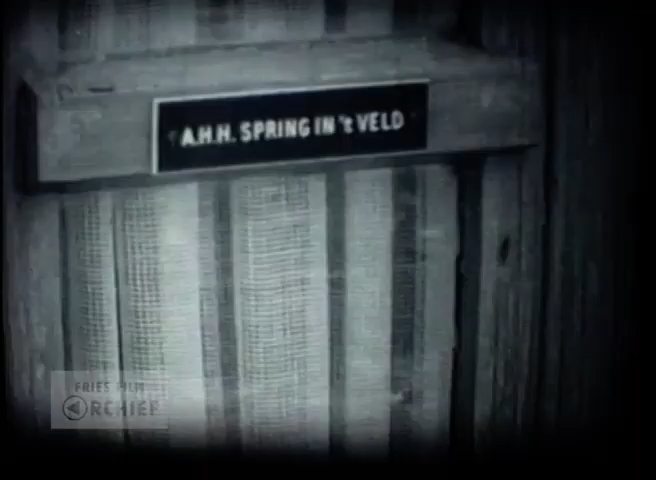 A.H.H. SPRING IN 't VELD
FRIES FILM
ARCHIEF